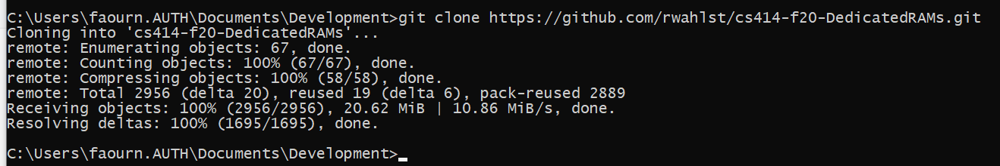 C:\Users\faourn.AUTH\Documents\Development>git clone https://github.com/rwahlst/cs414-f20-DedicatedRAMs.git
Cloning into 'cs414-f20-DedicatedRAMs'...
remote: Enumerating objects: 67, done.
remote: Counting objects: 100% (67/67), done.
remote: Compressing objects: 100% (58/58), done.
remote: Total 2956 (delta 20), reused 19 (delta 6), pack-reused 2889
Receiving objects: 100% (2956/2956), 20.62 MiB | 10.86 MiB/s, done.
Resolving deltas: 100% (1695/1695), done.
C:\Users\faourn.AUTH\Documents\Development>